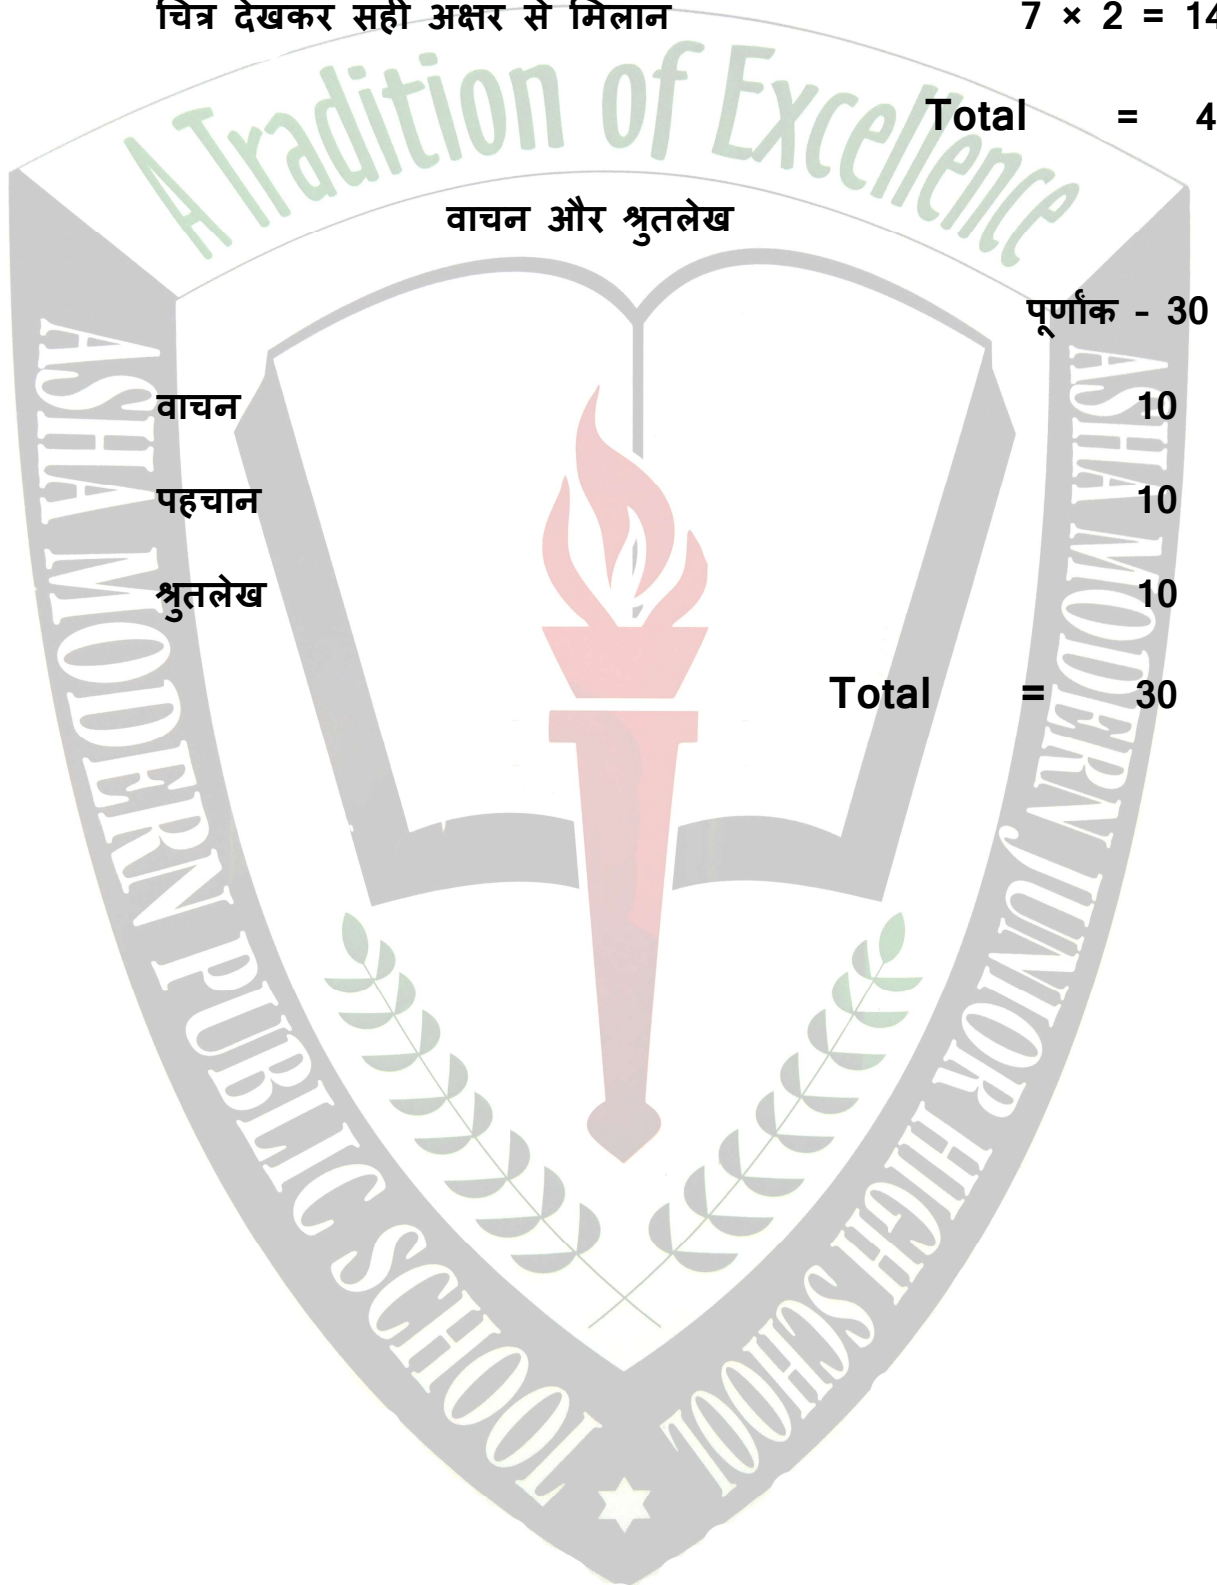 चित्र देखकर सही अक्षर से मिलान 7 × 2 = 14
A Tradition of Excellence
Total = 4
वाचन और श्रुतलेख
पूर्णांक - 30
वाचन 10
पहचान 10
श्रुतलेख 10
Total = 30
ASHA MODERN PUBLIC SCHOOL
ASHA MODERN JUNIOR HIGH SCHOOL